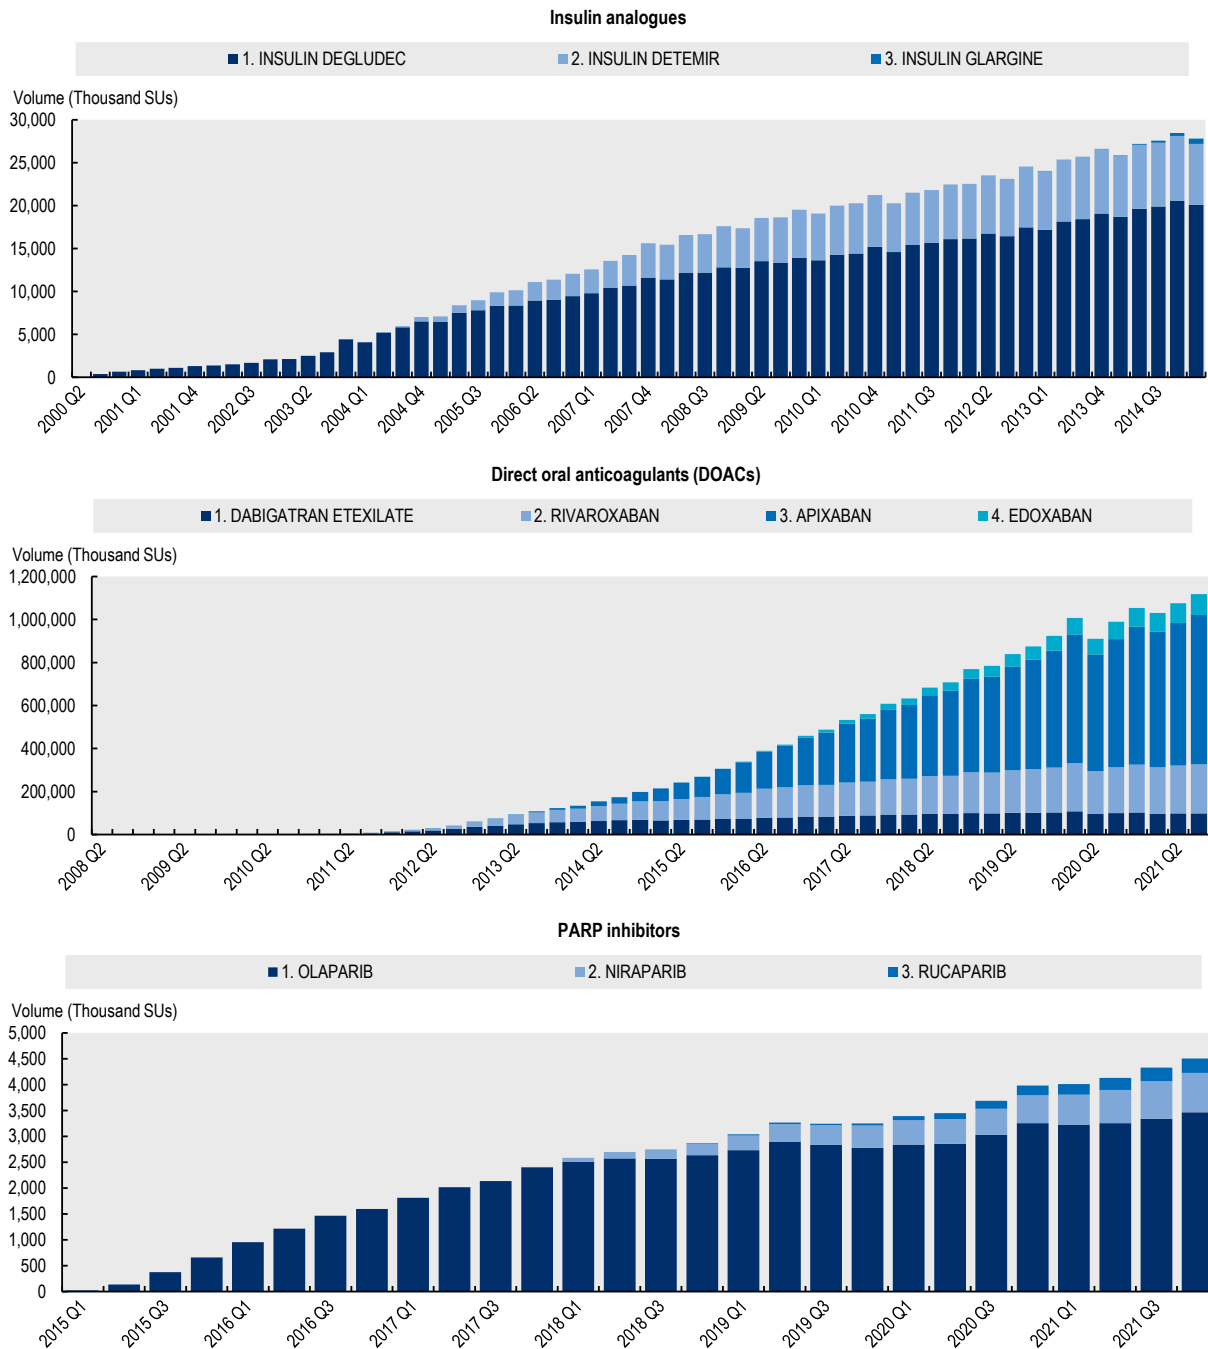 Insulin analogues
1. INSULIN DEGLUDEC 2. INSULIN DETEMIR 3. INSULIN GLARGINE
Volume (Thousand SUs)
30,000
25,000
20,000
15,000
10,000
5,000
0
2000 Q2 2001 Q1 2001 Q4 2002 Q3 2003 Q2 2004 Q1 2004 Q4 2005 Q3 2006 Q2 2007 Q1 2007 Q4 2008 Q3 2009 Q2 2010 Q1 2010 Q4 2011 Q3 2012 Q2 2013 Q1 2013 Q4 2014 Q3
Direct oral anticoagulants (DOACs)
1. DABIGATRAN ETEXILATE 2. RIVAROXABAN 3. APIXABAN 4. EDOXABAN
Volume (Thousand SUs)
1,200,000
1,000,000
800,000
600,000
400,000
200,000
0
2008 Q2 2009 Q2 2010 Q2 2011 Q2 2012 Q2 2013 Q2 2014 Q2 2015 Q2 2016 Q2 2017 Q2 2018 Q2 2019 Q2 2020 Q2 2021 Q2
PARP inhibitors
1. OLAPARIB 2. NIRAPARIB 3. RUCAPARIB
Volume (Thousand SUs)
5,000
4,500
4,000
3,500
3,000
2,500
2,000
1,500
1,000
500
0
2015 Q1 2015 Q3 2016 Q1 2016 Q3 2017 Q1 2017 Q3 2018 Q1 2018 Q3 2019 Q1 2019 Q3 2020 Q1 2020 Q3 2021 Q1 2021 Q3